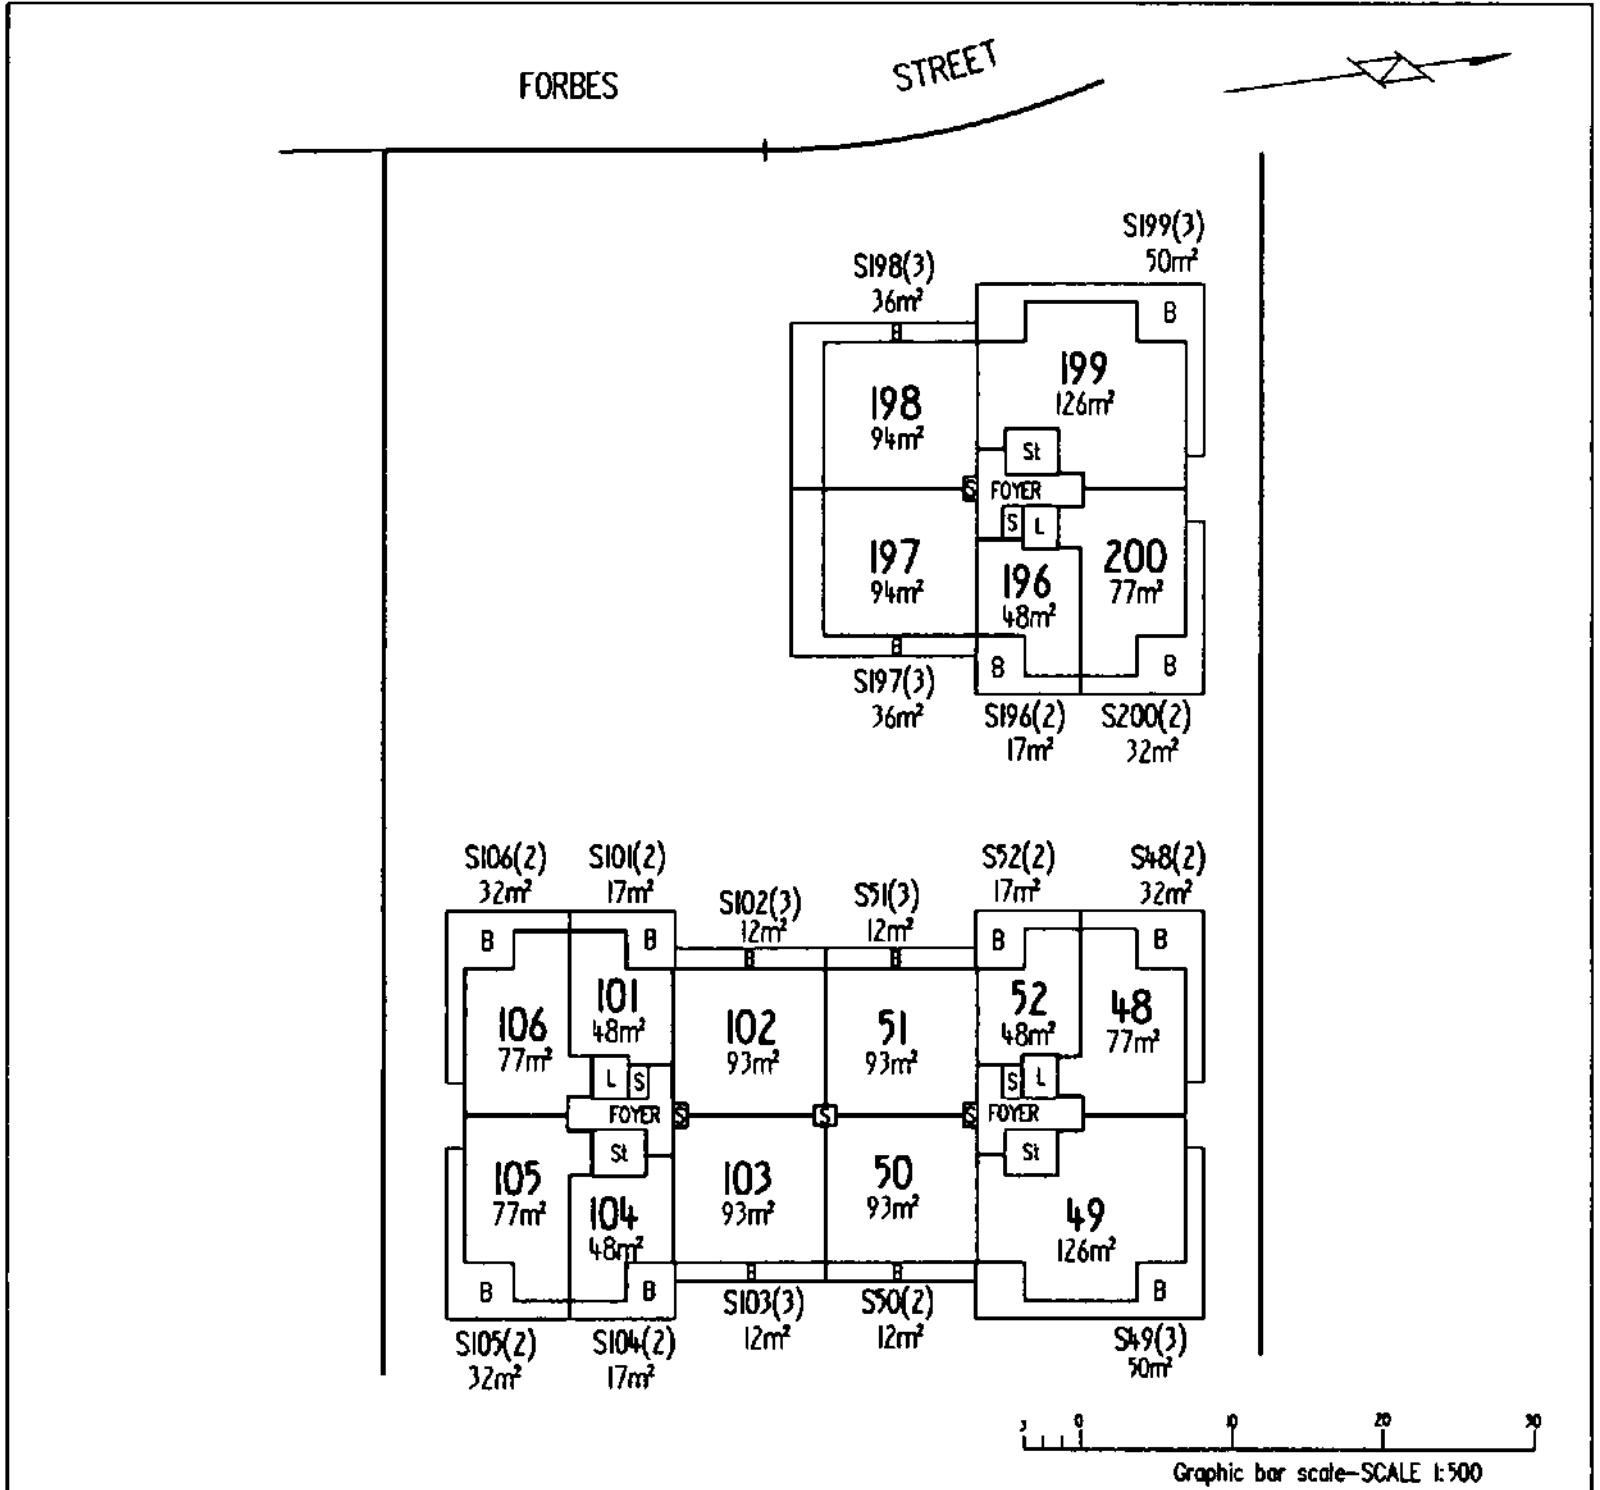 FORBES STREET
S199(3)
50m²
S198(3)
36m²
B
B
199
126m²
198
94m²
St
S FOYER
S L
197
94m²
196
48m²
200
77m²
B
B
B
S197(3)
36m²
S196(2)
17m²
S200(2)
32m²
S106(2)
32m²
S101(2)
17m²
S102(3)
12m²
S51(3)
12m²
S52(2)
17m²
S48(2)
32m²
B
B
B
B
B
B
106
77m²
101
48m²
102
93m²
51
93m²
52
48m²
48
77m²
L S
S L
FOYER S
S
S FOYER
St
St
105
77m²
104
48m²
103
93m²
50
93m²
49
126m²
B
B
B
B
B
S105(2)
32m²
S104(2)
17m²
S103(3)
12m²
S50(2)
12m²
S49(3)
50m²
0 10 20 30
Graphic bar scale-SCALE 1:500